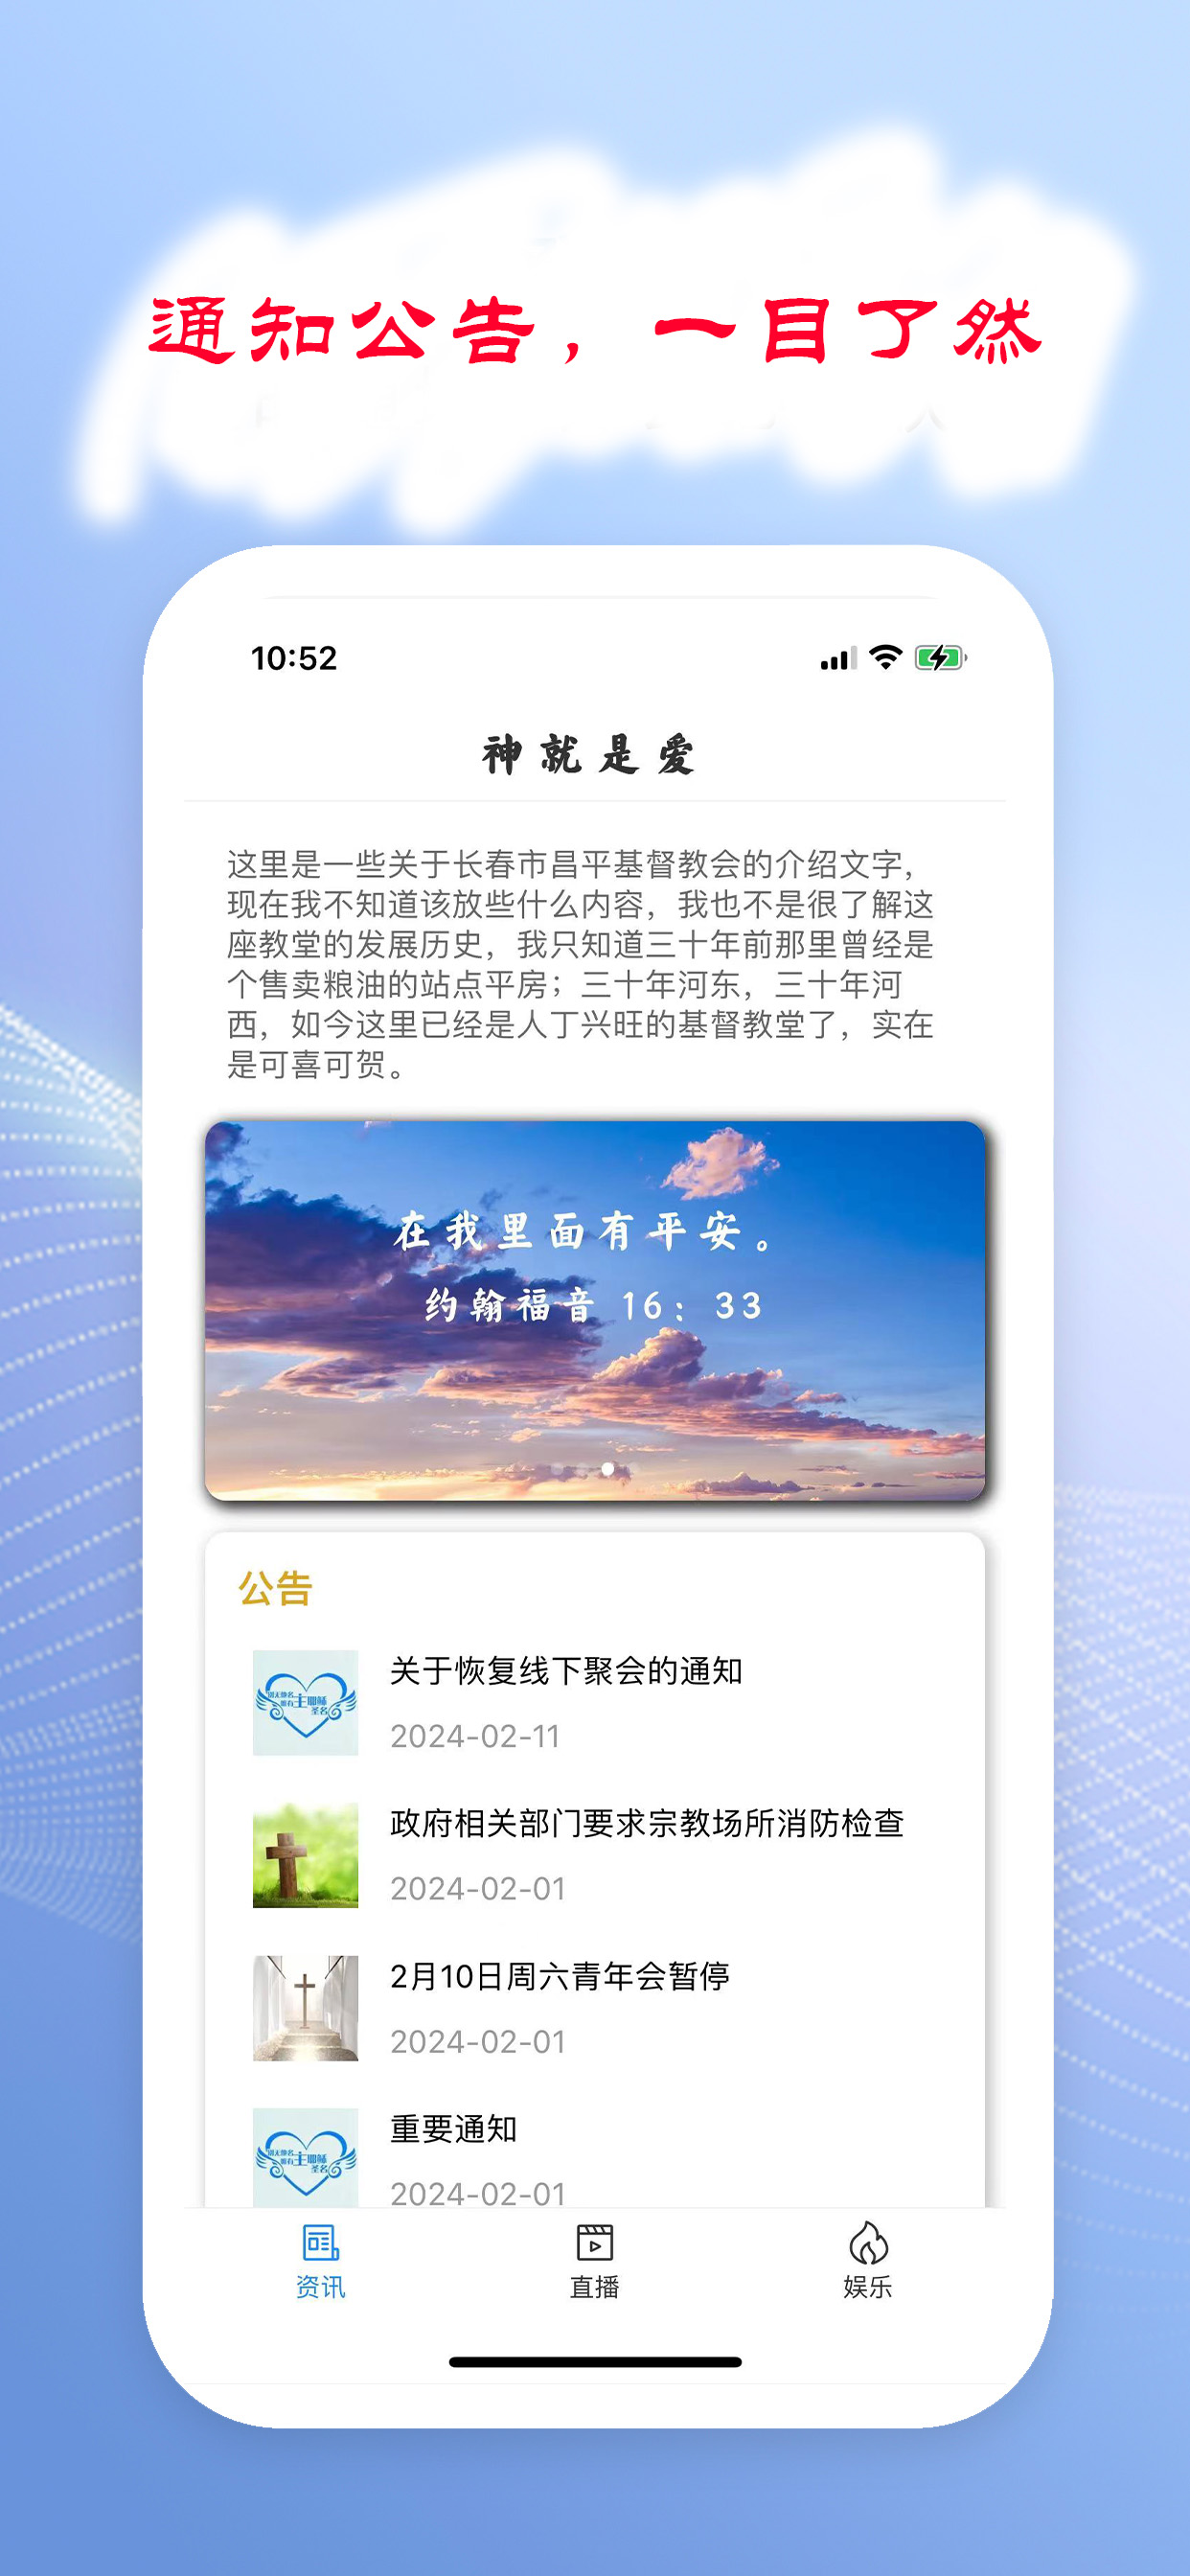 通知公告，一目了然
10:52
神就是爱
这里是一些关于长春市昌平基督教会的介绍文字，
现在我不知道该放些什么内容，我也不是很了解这
座教堂的发展历史，我只知道三十年前那里曾经是
个售卖粮油的站点平房；三十年河东，三十年河
西，如今这里已经是人丁兴旺的基督教堂了，实在
是可喜可贺。
在我里面有平安。
约翰福音 16：33
公告
关于恢复线下聚会的通知
2024-02-11
政府相关部门要求宗教场所消防检查
2024-02-01
2月10日周六青年会暂停
2024-02-01
重要通知
2024-02-01
资讯
直播
娱乐